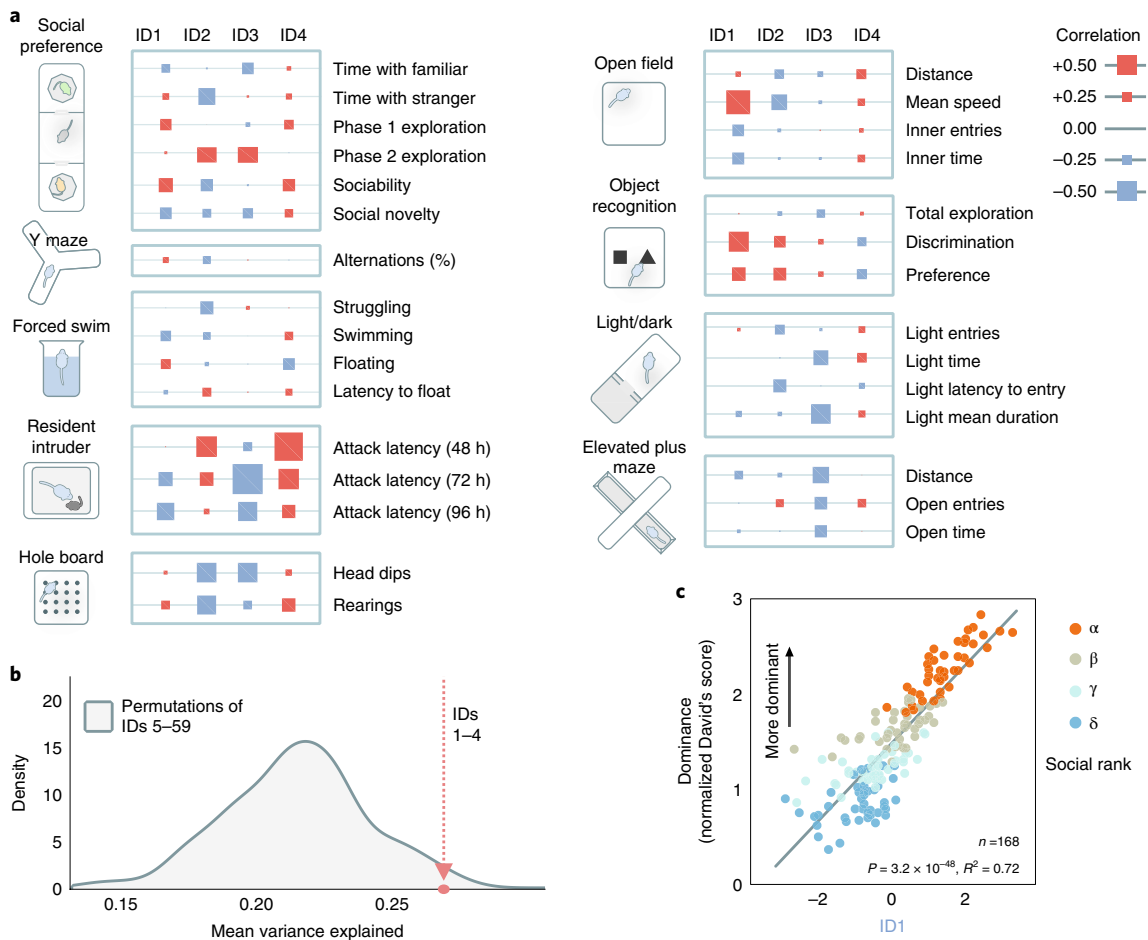 a
Social
preference
ID1
ID2
ID3
ID4
Time with familiar
Time with stranger
Phase 1 exploration
Phase 2 exploration
Sociability
Social novelty
Y maze
Alternations (%)
Forced swim
Struggling
Swimming
Floating
Latency to float
Resident
intruder
Attack latency (48 h)
Attack latency (72 h)
Attack latency (96 h)
Hole board
Head dips
Rearings
ID1
ID2
ID3
ID4
Open field
Distance
Mean speed
Inner entries
Inner time
Object
recognition
Total exploration
Discrimination
Preference
Light/dark
Light entries
Light time
Light latency to entry
Light mean duration
Elevated plus
maze
Distance
Open entries
Open time
Correlation
+0.50
+0.25
0.00
−0.25
−0.50
b
Density
20
15
10
5
0
Permutations of
IDs 5–59
IDs
1–4
0.15
0.20
0.25
Mean variance explained
c
Dominance
(normalized David's score)
3
2
1
0
More dominant
n =168
P = 3.2 × 10⁻⁴⁸, R² = 0.72
−2
0
2
ID1
α
β
γ
δ
Social rank